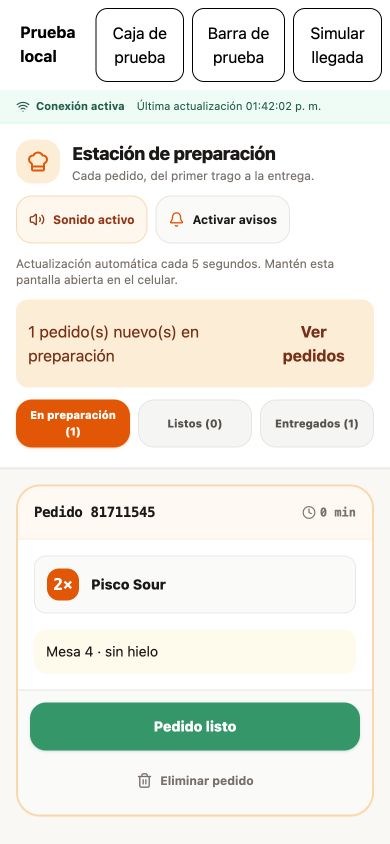 Prueba local
Caja de prueba
Barra de prueba
Simular llegada
Conexión activa Última actualización 01:42:02 p. m.
Estación de preparación
Cada pedido, del primer trago a la entrega.
Sonido activo
Activar avisos
Actualización automática cada 5 segundos. Mantén esta
pantalla abierta en el celular.
1 pedido(s) nuevo(s) en
preparación
Ver
pedidos
En preparación
(1)
Listos (0)
Entregados (1)
Pedido 81711545
0 min
2× Pisco Sour
Mesa 4 · sin hielo
Pedido listo
Eliminar pedido